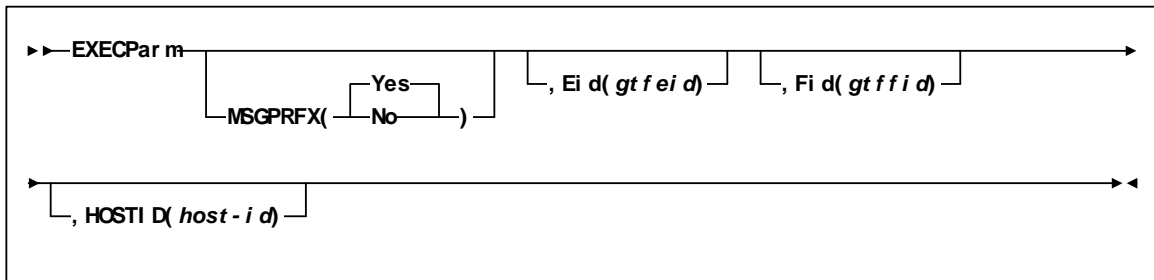 EXECParm
, Eid(gtfeid)
, Fid(gtffid)
Yes
MSGPRFX( No )
, HOSTID(host-id)